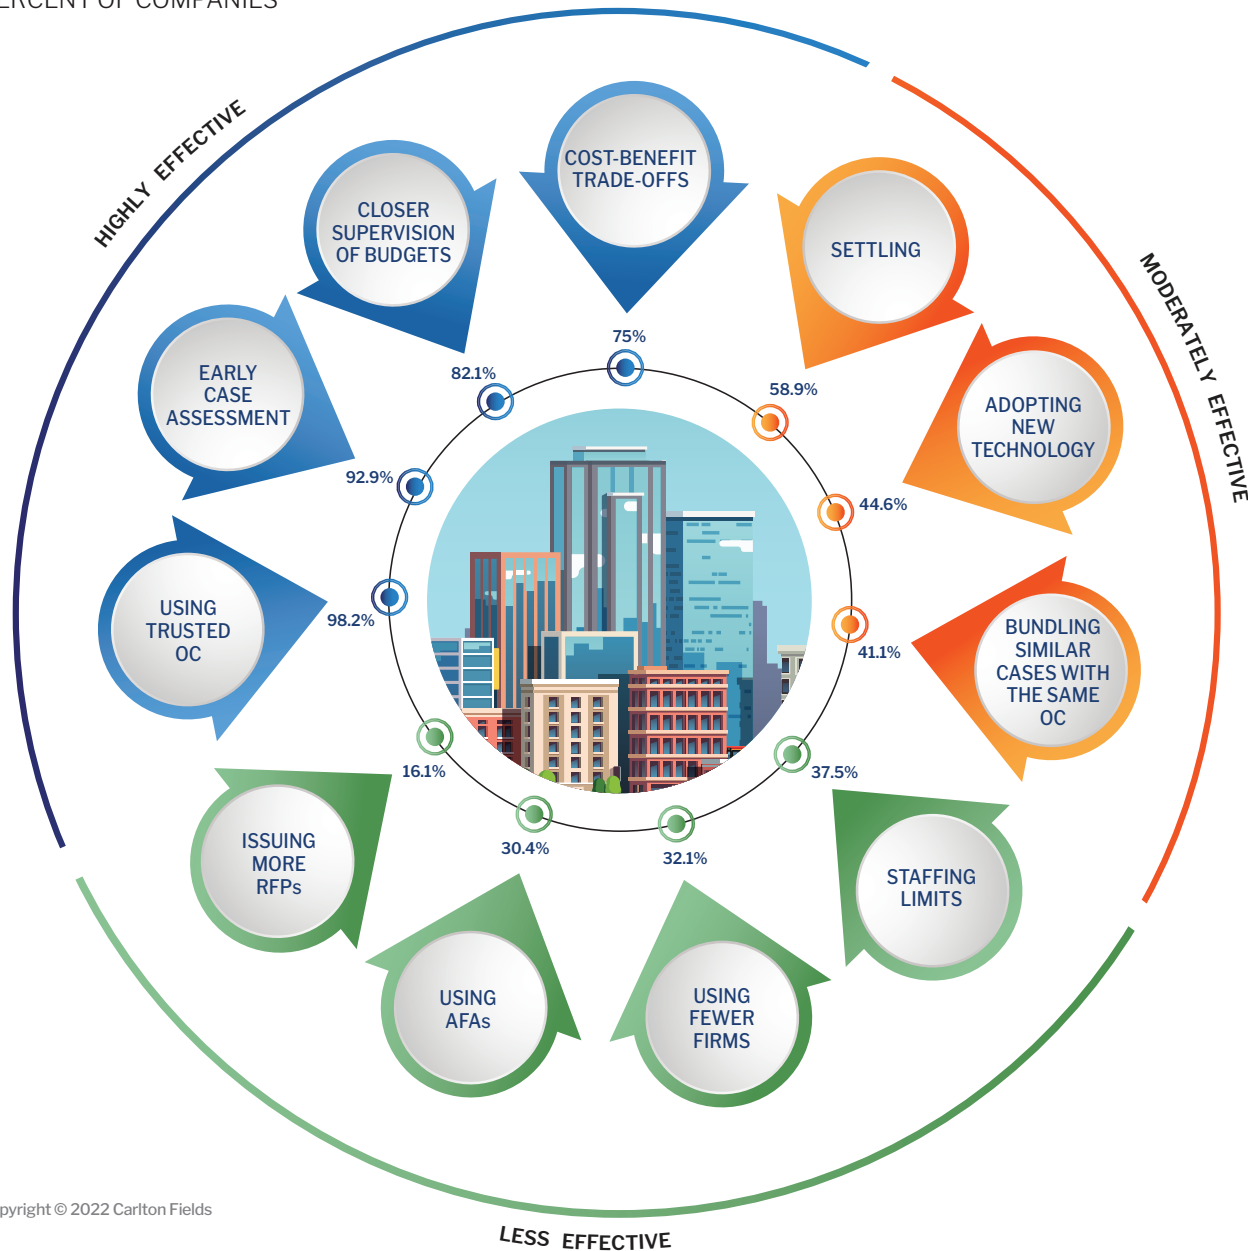 ERCENT OF COMPANIES
HIGHLY EFFECTIVE
MODERATELY EFFECTIVE
LESS EFFECTIVE
COST-BENEFIT
TRADE-OFFS
75%
SETTLING
58.9%
ADOPTING
NEW
TECHNOLOGY
44.6%
BUNDLING
SIMILAR
CASES WITH
THE SAME
OC
41.1%
STAFFING
LIMITS
37.5%
USING
FEWER
FIRMS
32.1%
USING
AFAs
30.4%
ISSUING
MORE
RFPs
16.1%
USING
TRUSTED
OC
98.2%
EARLY
CASE
ASSESSMENT
92.9%
CLOSER
SUPERVISION
OF BUDGETS
82.1%
pyright © 2022 Carlton Fields